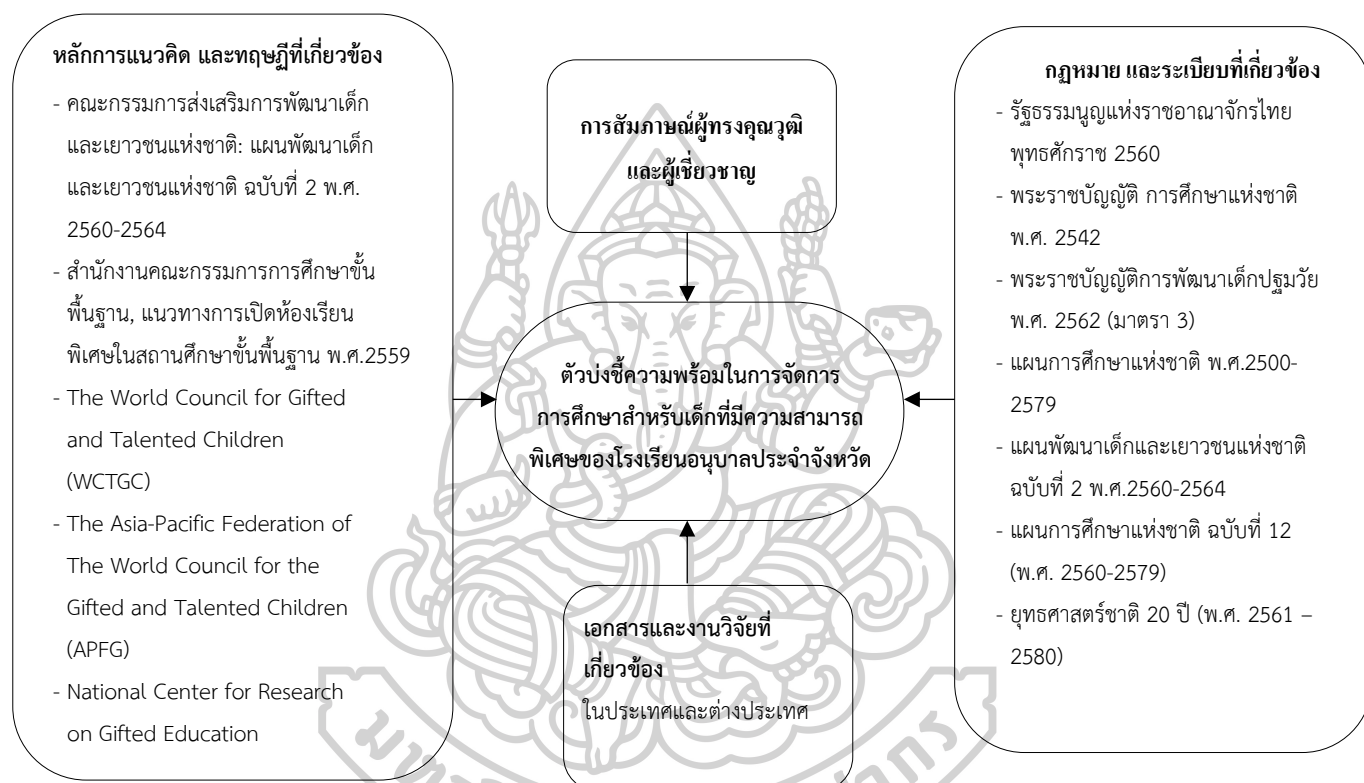 หลักการแนวคิด และทฤษฏีที่เกี่ยวข้อง
- คณะกรรมการส่งเสริมการพัฒนาเด็ก
และเยาวชนแห่งชาติ: แผนพัฒนาเด็ก
และเยาวชนแห่งชาติ ฉบับที่ 2 พ.ศ.
2560-2564
- สำนักงานคณะกรรมการการศึกษาขั้น
พื้นฐาน, แนวทางการเปิดห้องเรียน
พิเศษในสถานศึกษาขั้นพื้นฐาน พ.ศ.2559
- The World Council for Gifted
and Talented Children
(WCTGC)
- The Asia-Pacific Federation of
The World Council for the
Gifted and Talented Children
(APFG)
- National Center for Research
on Gifted Education
การสัมภาษณ์ผู้ทรงคุณวุฒิ
และผู้เชี่ยวชาญ
ตัวบ่งชี้ความพร้อมในการจัดการ
การศึกษาสำหรับเด็กที่มีความสามารถ
พิเศษของโรงเรียนอนุบาลประจำจังหวัด
เอกสารและงานวิจัยที่
เกี่ยวข้อง
ในประเทศและต่างประเทศ
กฎหมาย และระเบียบที่เกี่ยวข้อง
- รัฐธรรมนูญแห่งราชอาณาจักรไทย
พุทธศักราช 2560
- พระราชบัญญัติ การศึกษาแห่งชาติ
พ.ศ. 2542
- พระราชบัญญัติการพัฒนาเด็กปฐมวัย
พ.ศ. 2562 (มาตรา 3)
- แผนการศึกษาแห่งชาติ พ.ศ.2500-
2579
- แผนพัฒนาเด็กและเยาวชนแห่งชาติ
ฉบับที่ 2 พ.ศ.2560-2564
- แผนการศึกษาแห่งชาติ ฉบับที่ 12
(พ.ศ. 2560-2579)
- ยุทธศาสตร์ชาติ 20 ปี (พ.ศ. 2561 –
2580)